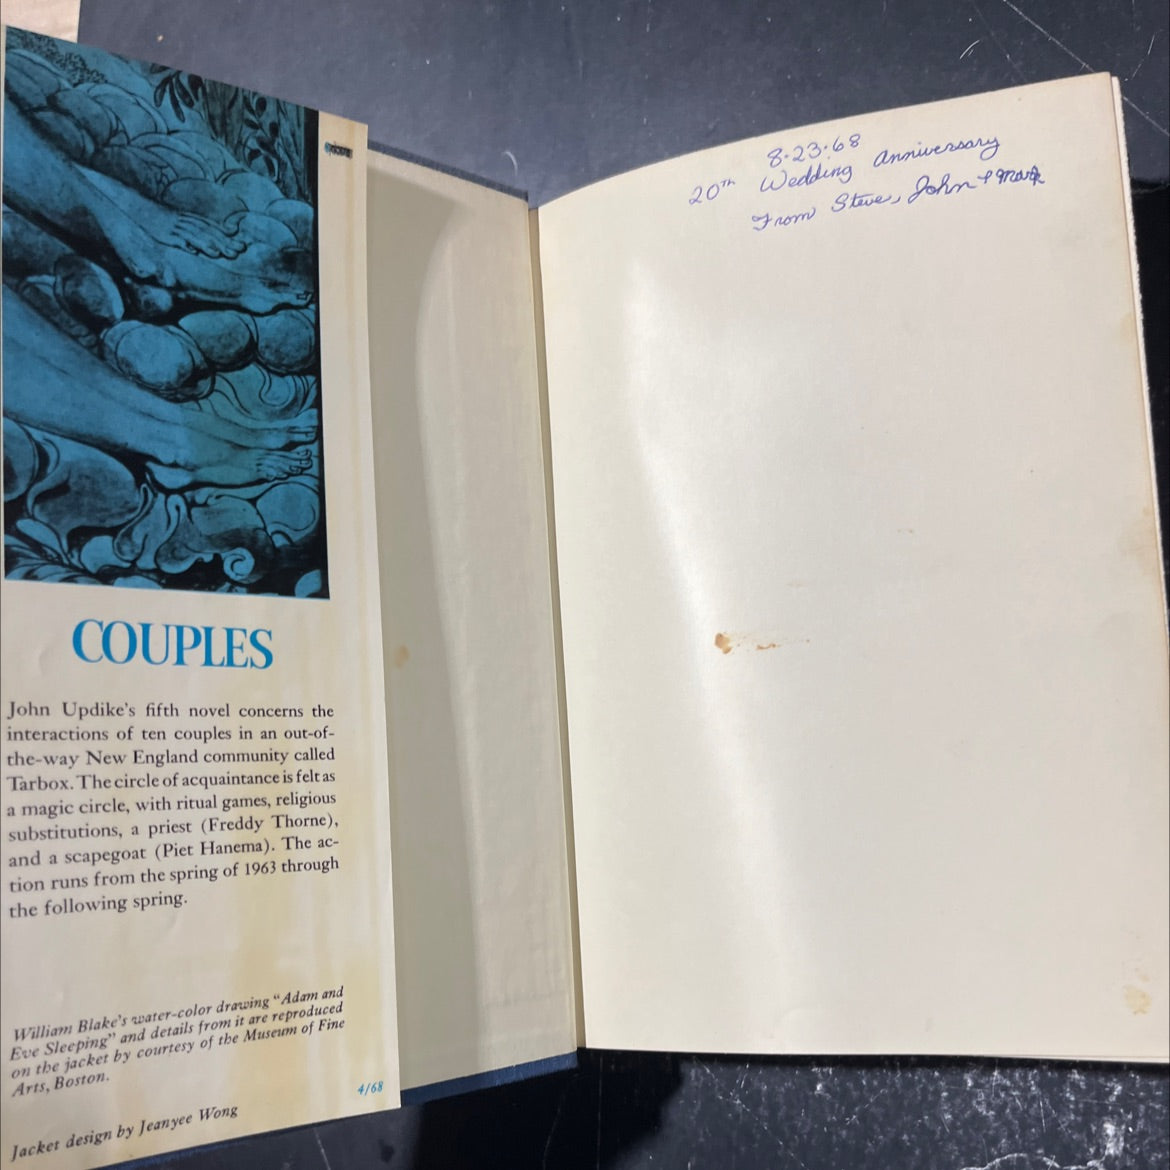 COUPLES
John Updike's fifth novel concerns the
interactions of ten couples in an out-of-
the-way New England community called
Tarbox. The circle of acquaintance is felt as
a magic circle, with ritual games, religious
substitutions, a priest (Freddy Thorne),
and a scapegoat (Piet Hanema). The ac-
tion runs from the spring of 1963 through
the following spring.
William Blake's water-color drawing "Adam and
Eve Sleeping" and details from it are reproduced
on the jacket by courtesy of the Museum of Fine
Arts, Boston.
4/68
Jacket design by Jeanyee Wong
8·23·68
20th Wedding Anniversary
From Steve, John + Mark